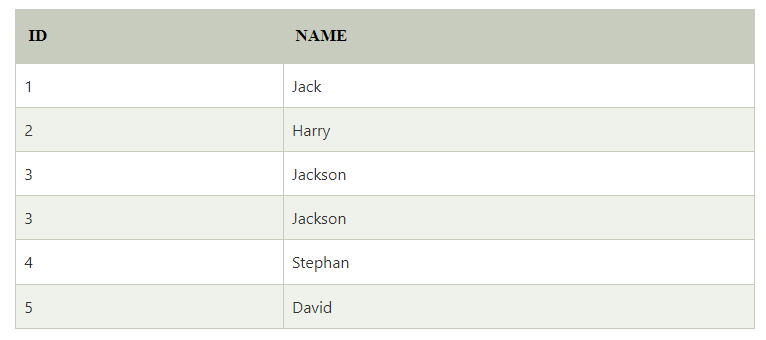 ID NAME
1 Jack
2 Harry
3 Jackson
3 Jackson
4 Stephan
5 David